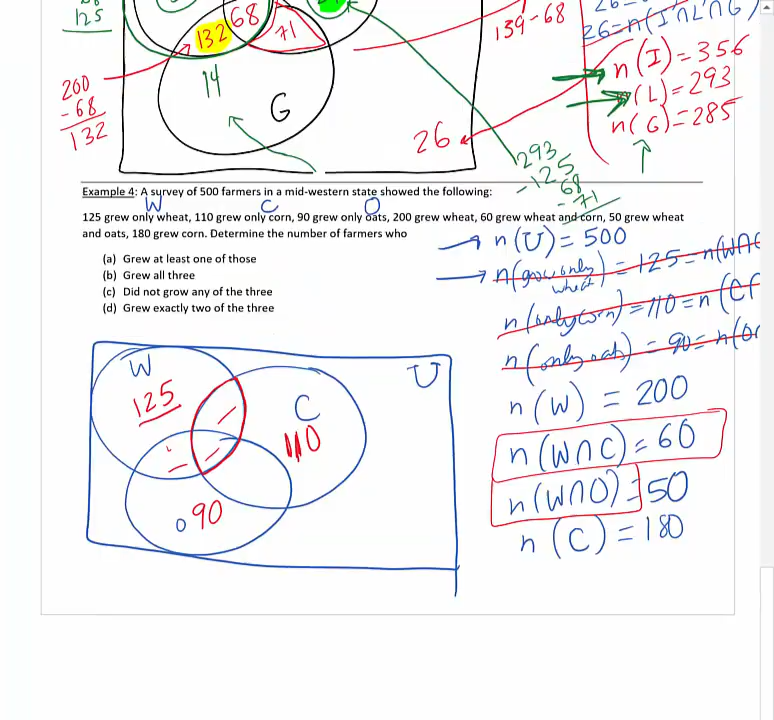 125
132
68
71
139-68
26=n(I∩L∩G)
n(I)=356
n(L)=293
n(G)=285
200
-68
132
14
G
26
293
-125
68
-71
Example 4: A survey of 500 farmers in a mid-western state showed the following:
W C O
125 grew only wheat, 110 grew only corn, 90 grew only oats, 200 grew wheat, 60 grew wheat and corn, 50 grew wheat
and oats, 180 grew corn. Determine the number of farmers who
(a) Grew at least one of those
(b) Grew all three
(c) Did not grow any of the three
(d) Grew exactly two of the three
n(U)=500
n(grow only wheat)=125=n(W∩
n(only corn)=110=n(C∩
n(only oats)=90=n(O
n(W)=200
n(W∩C)=60
n(W∩O)=50
n(C)=180
W
125
C
110
U
O 90